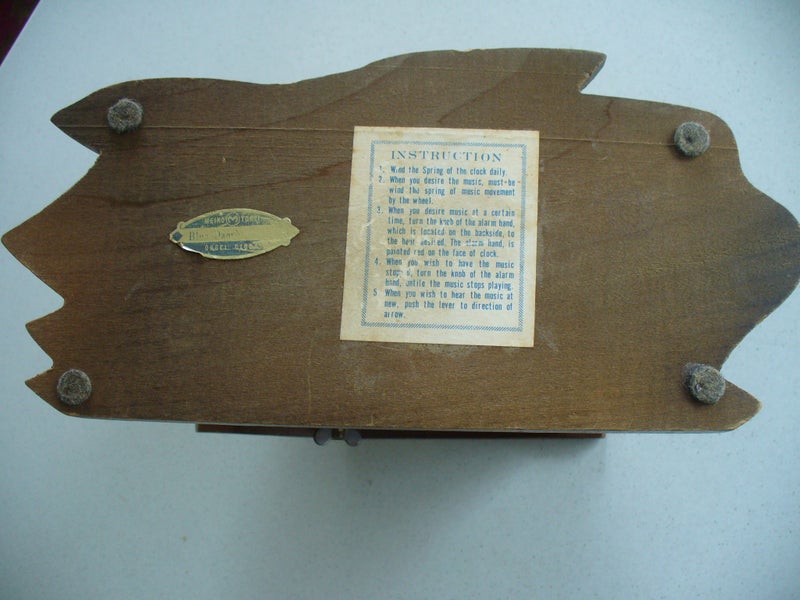 INSTRUCTION
1. Wind the Spring of the clock daily.
2. When you desire the music, must-be-
wind the spring of music movement
by the wheel.
3. When you desire music at a certain
time, turn the knob of the alarm hand,
which is located on the backside, to
the hour desired. The alarm hand, is
painted red on the face of clock.
4. When you wish to have the music
stoped, turn the knob of the alarm
hand, untile the music stops playing.
5. When you wish to hear the music at
new, push the lever to direction of
arrow.
Blue